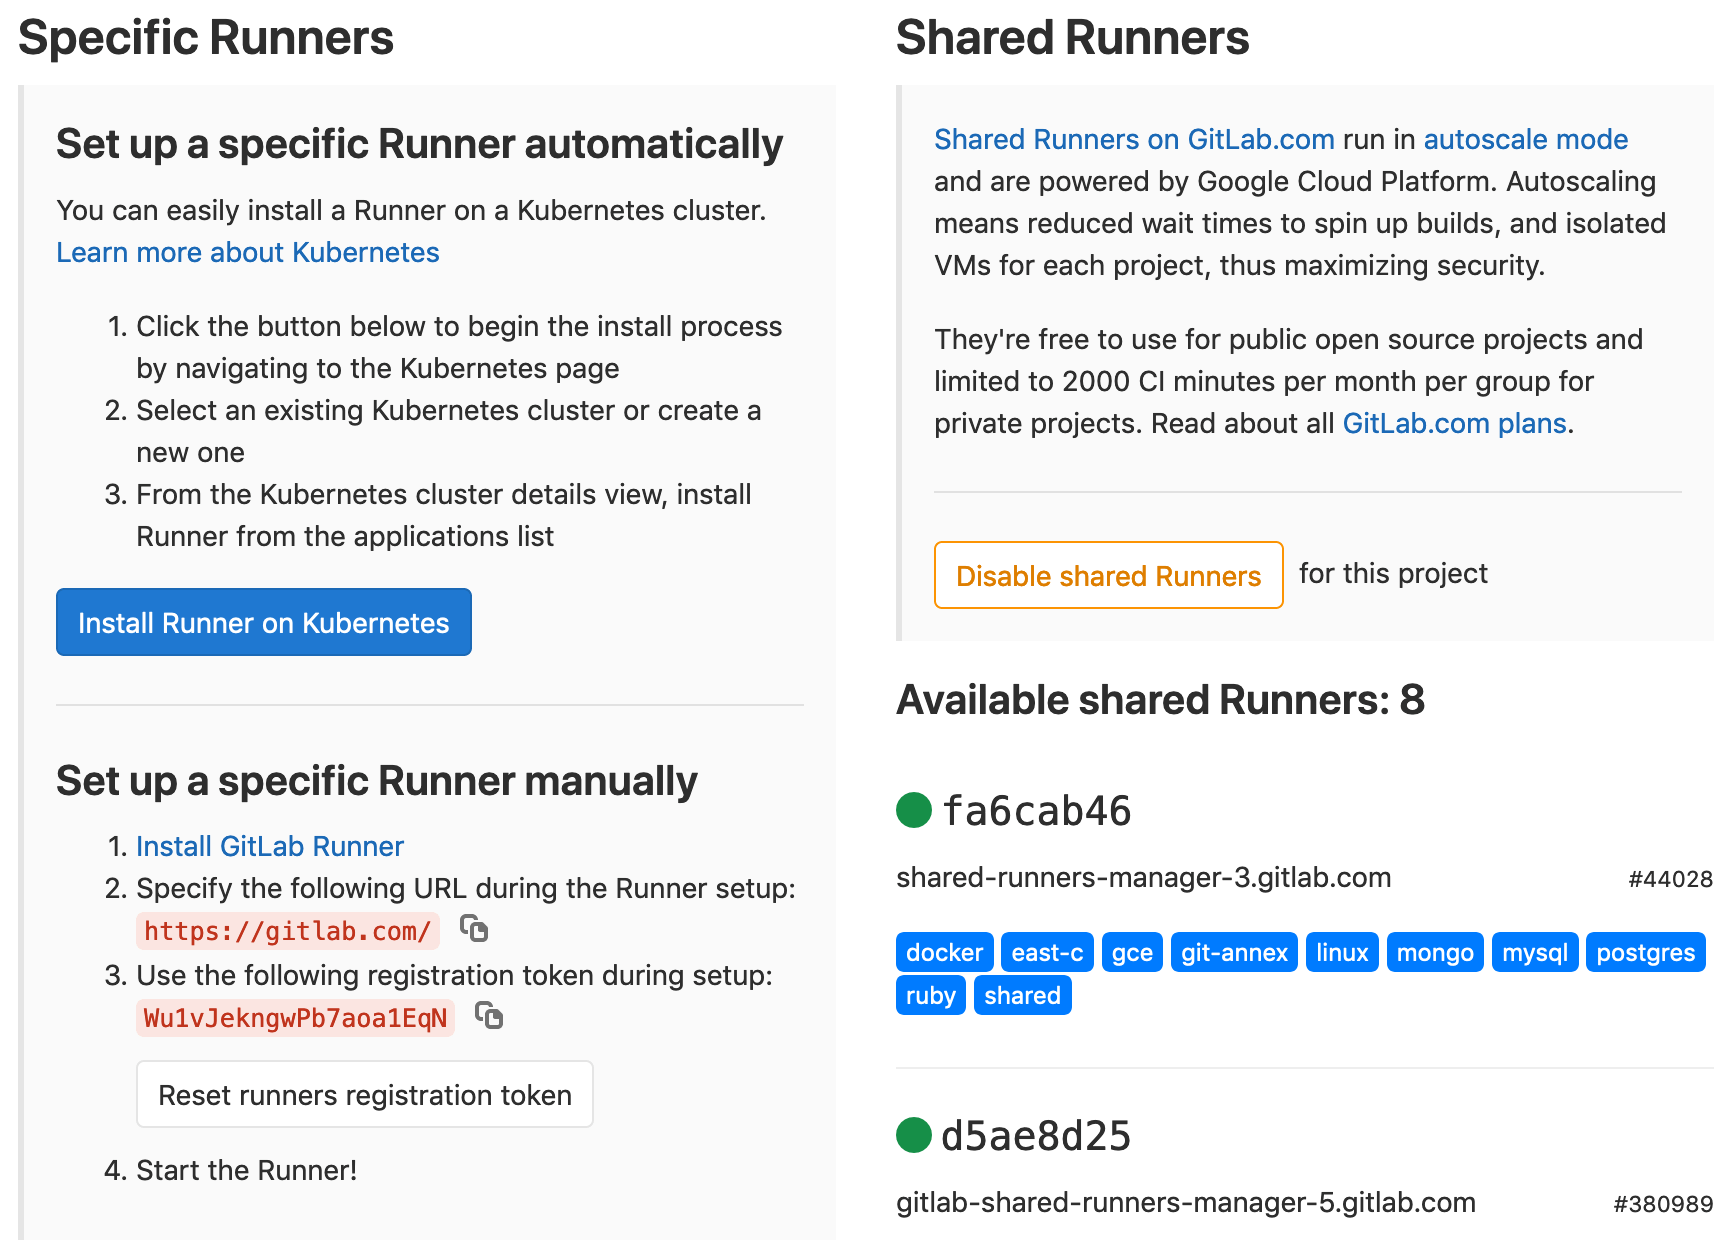 Specific Runners
Set up a specific Runner automatically
You can easily install a Runner on a Kubernetes cluster.
Learn more about Kubernetes
1. Click the button below to begin the install process
by navigating to the Kubernetes page
2. Select an existing Kubernetes cluster or create a
new one
3. From the Kubernetes cluster details view, install
Runner from the applications list
Install Runner on Kubernetes
Set up a specific Runner manually
1. Install GitLab Runner
2. Specify the following URL during the Runner setup:
https://gitlab.com/
3. Use the following registration token during setup:
Wu1vJekngwPb7aoa1EqN
Reset runners registration token
4. Start the Runner!
Shared Runners
Shared Runners on GitLab.com run in autoscale mode
and are powered by Google Cloud Platform. Autoscaling
means reduced wait times to spin up builds, and isolated
VMs for each project, thus maximizing security.
They're free to use for public open source projects and
limited to 2000 CI minutes per month per group for
private projects. Read about all GitLab.com plans.
Disable shared Runners for this project
Available shared Runners: 8
fa6cab46
shared-runners-manager-3.gitlab.com #44028
docker east-c gce git-annex linux mongo mysql postgres
ruby shared
d5ae8d25
gitlab-shared-runners-manager-5.gitlab.com #380989